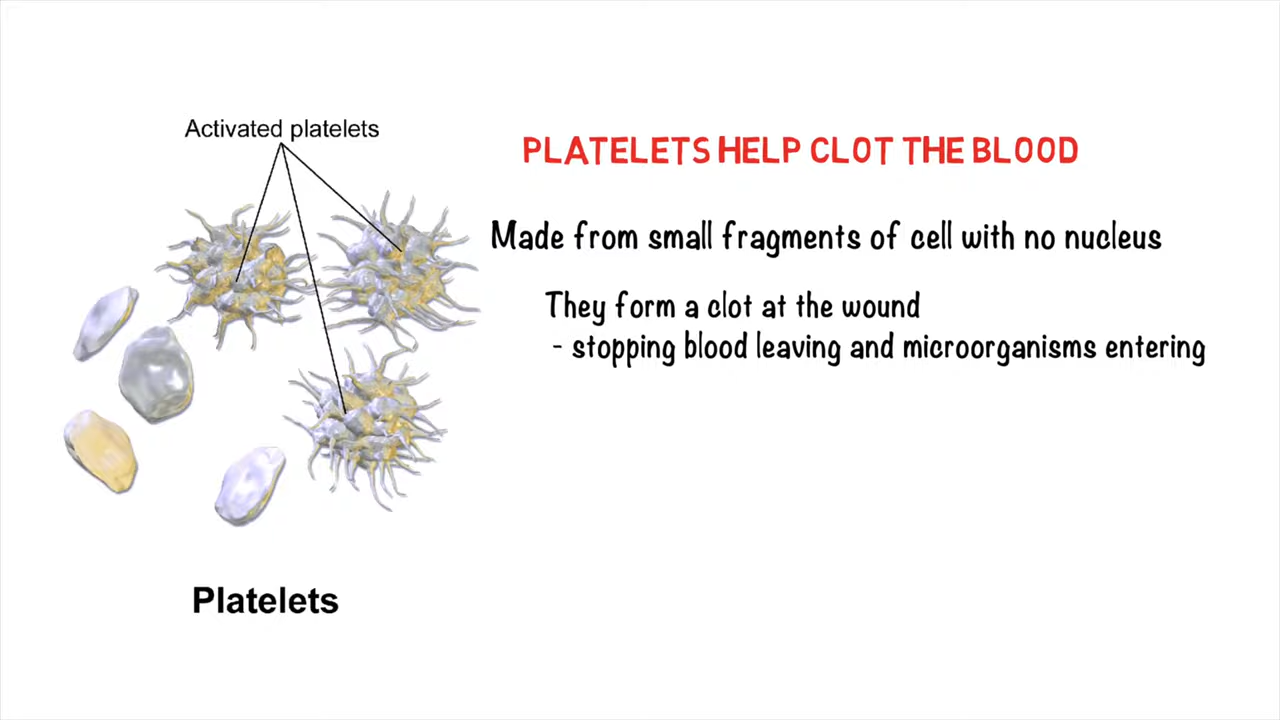 Activated platelets
PLATELETS HELP CLOT THE BLOOD
Made from small fragments of cell with no nucleus
They form a clot at the wound
- stopping blood leaving and microorganisms entering
Platelets